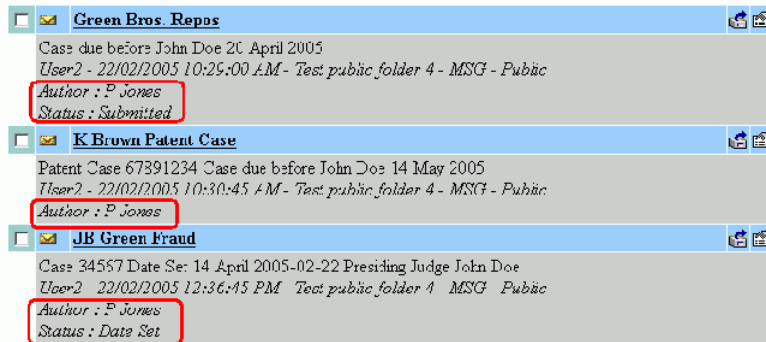 Green Bros. Repos
Case due before John Doe 20 April 2005
User2 - 22/02/2005 10:29:00 AM - Test public folder 4 - MSG - Public
Author : P Jones
Status : Submitted
K Brown Patent Case
Patent Case 67891234 Case due before John Doe 14 May 2005
User2 - 22/02/2005 10:30:45 AM - Test public folder 4 - MSG - Public
Author : P Jones
JB Green Fraud
Case 34567 Date Set 14 April 2005-02-22 Presiding Judge John Doe
User2 - 22/02/2005 12:36:45 PM - Test public folder 4 - MSG - Public
Author : P Jones
Status : Date Set